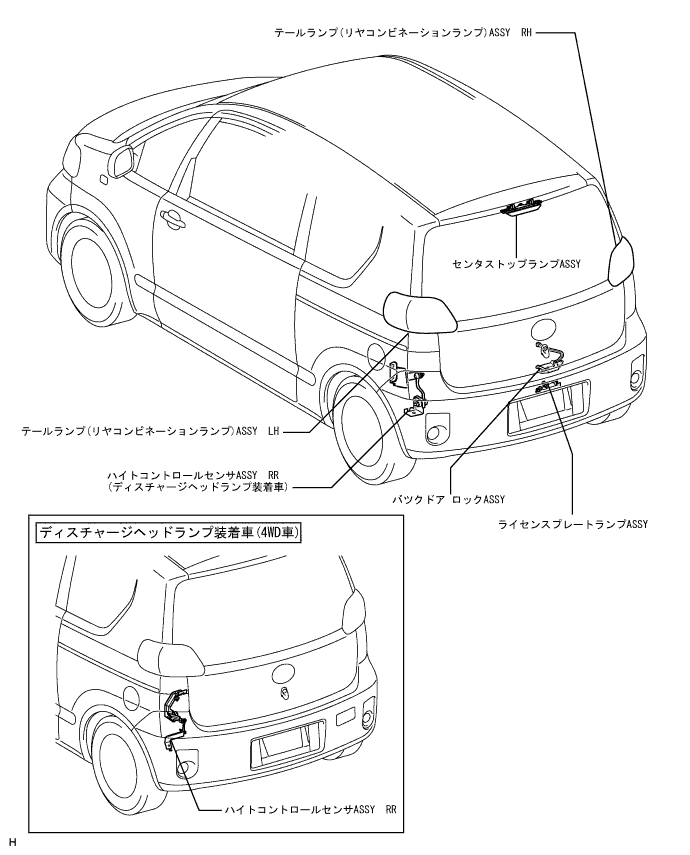 テールランプ(リヤコンビネーションランプ)ASSY RH
センタストップランプASSY
テールランプ(リヤコンビネーションランプ)ASSY LH
ハイトコントロールセンサASSY RR
(ディスチャージヘッドランプ装着車)
バツクドア ロックASSY
ライセンスプレートランプASSY
ディスチャージヘッドランプ装着車(4WD車)
ハイトコントロールセンサASSY RR
H